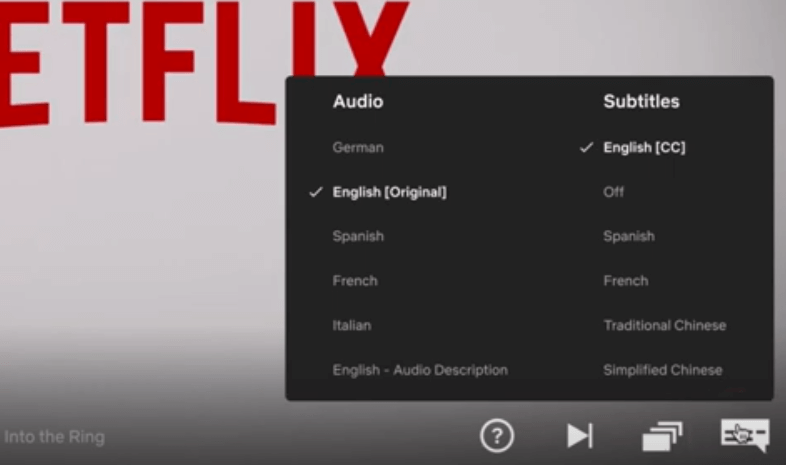 ETFLIX
Audio
German
English [Original]
Spanish
French
Italian
English - Audio Description
Subtitles
English [CC]
Off
Spanish
French
Traditional Chinese
Simplified Chinese
Into the Ring
?